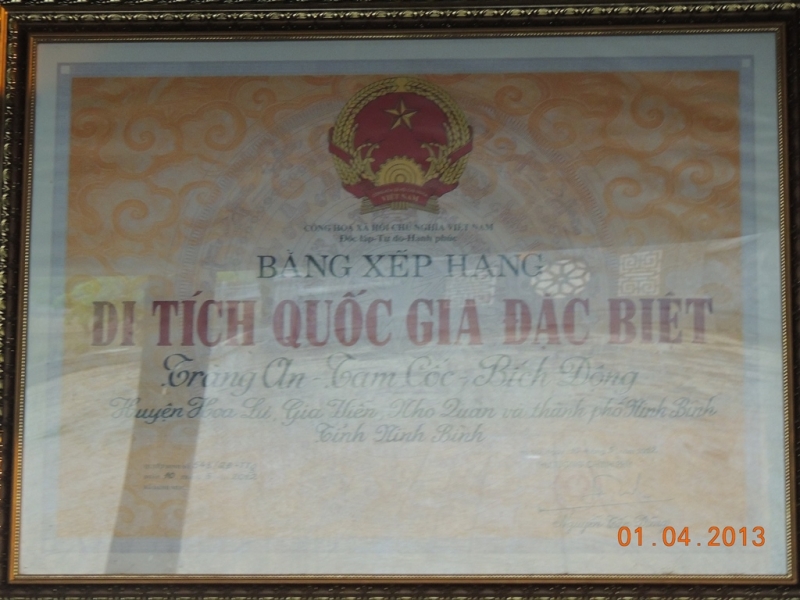 VIỆT NAM
CỘNG HÒA XÃ HỘI CHỦ NGHĨA VIỆT NAM
Độc lập-Tự do-Hạnh phúc
BẰNG XẾP HẠNG
DI TÍCH QUỐC GIA ĐẶC BIỆT
Tràng An - Tam Cốc - Bích Động
Huyện Hoa Lư, Gia Viễn, Nho Quan và thành phố Ninh Bình
Tỉnh Ninh Bình
01.04.2013